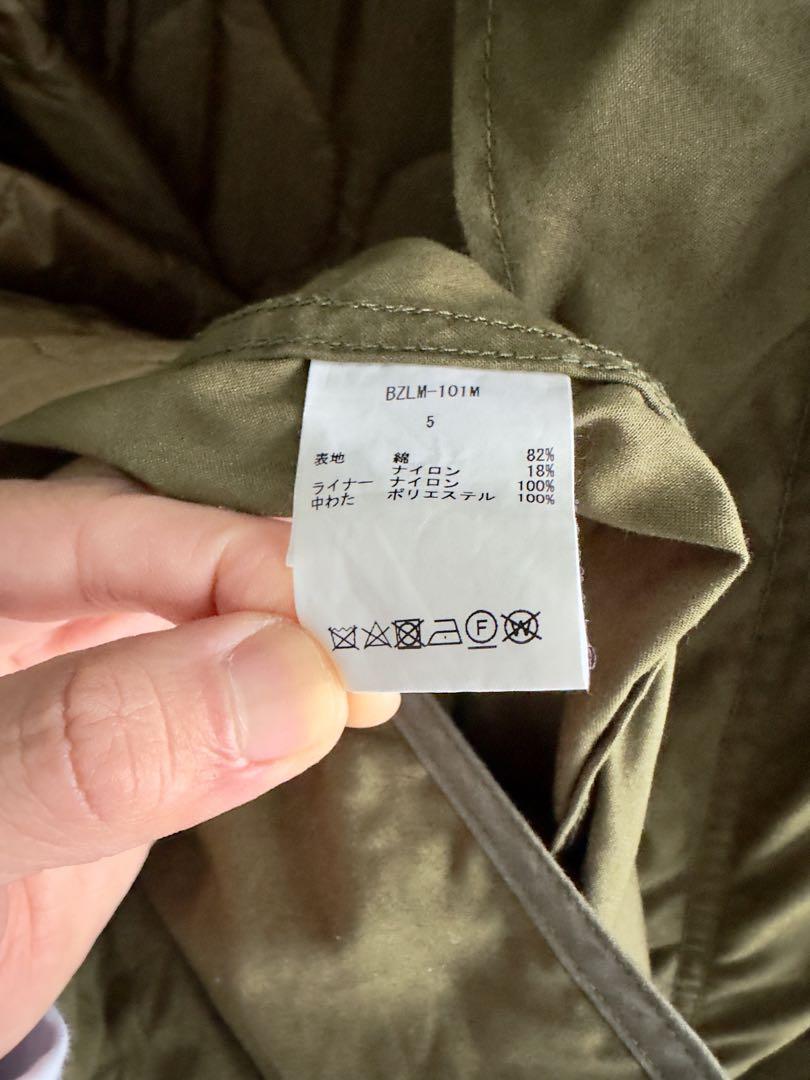 BZLM-101M
5
表地 綿 82%
ナイロン 18%
ライナー ナイロン 100%
中わた ポリエステル 100%
F W